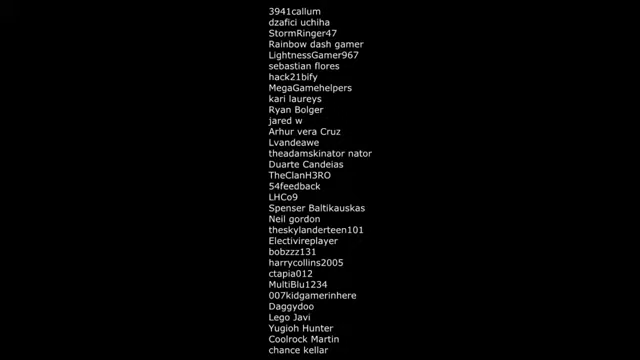 3941callum
dzafici uchiha
StormRinger47
Rainbow dash gamer
LightnessGamer967
sebastian flores
hack21bify
MegaGamehelpers
kari laureys
Ryan Bolger
jared w
Arhur vera Cruz
Lvandeawe
theadamskinator nator
Duarte Candeias
TheClanH3RO
54feedback
LHCo9
Spenser Baltikauskas
Neil gordon
theskylanderteen101
Electivireplayer
bobzzz131
harrycollins2005
ctapia012
MultiBlu1234
007kidgamerinhere
Daggydoo
Lego Javi
Yugioh Hunter
Coolrock Martin
chance kellar